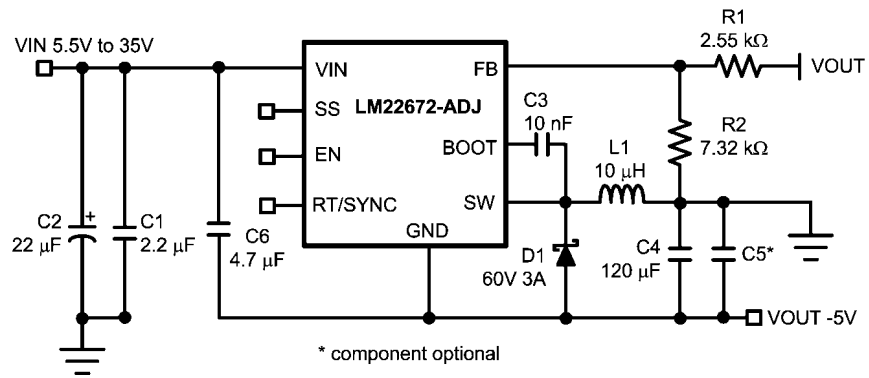 VIN 5.5V to 35V
VIN
SS
EN
RT/SYNC
LM22672-ADJ
FB
BOOT
SW
GND
C3
10 nF
R1
2.55 kΩ
VOUT
R2
7.32 kΩ
L1
10 μH
C2
22 μF
+
C1
2.2 μF
C6
4.7 μF
D1
60V 3A
C4
120 μF
C5*
VOUT -5V
* component optional